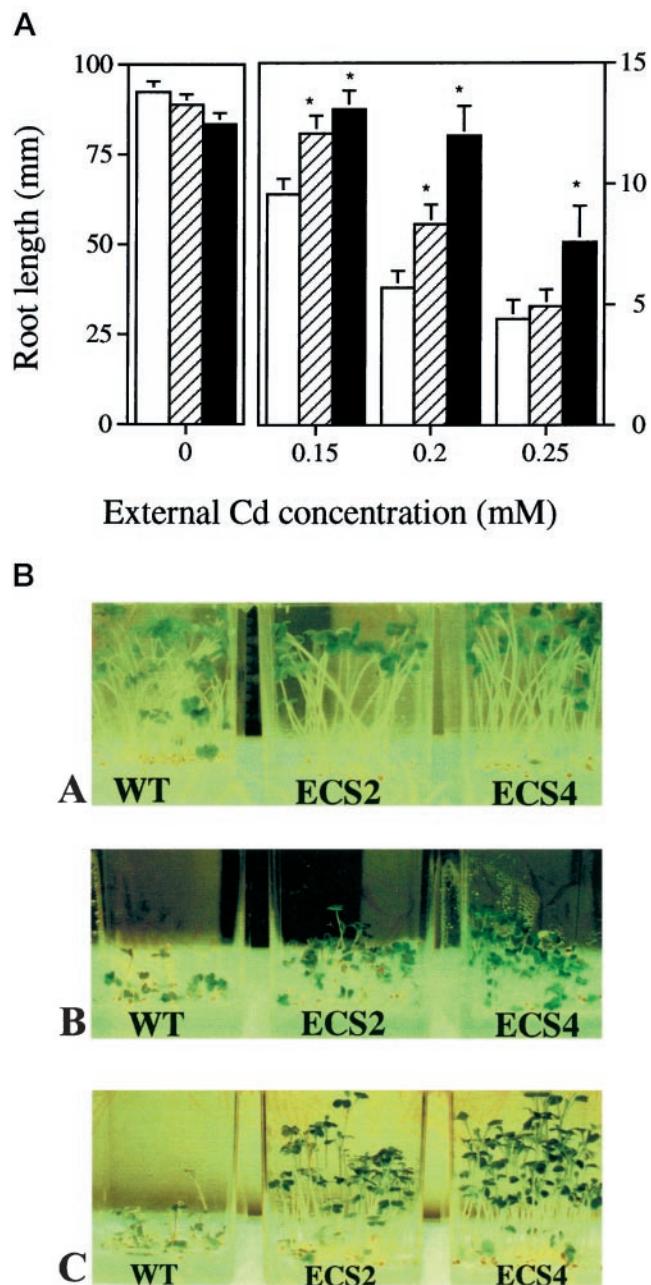 A
100
75
50
25
0
Root length (mm)
* * * * *
15
10
5
0
0 0.15 0.2 0.25
External Cd concentration (mM)
B
A WT ECS2 ECS4
B WT ECS2 ECS4
C WT ECS2 ECS4